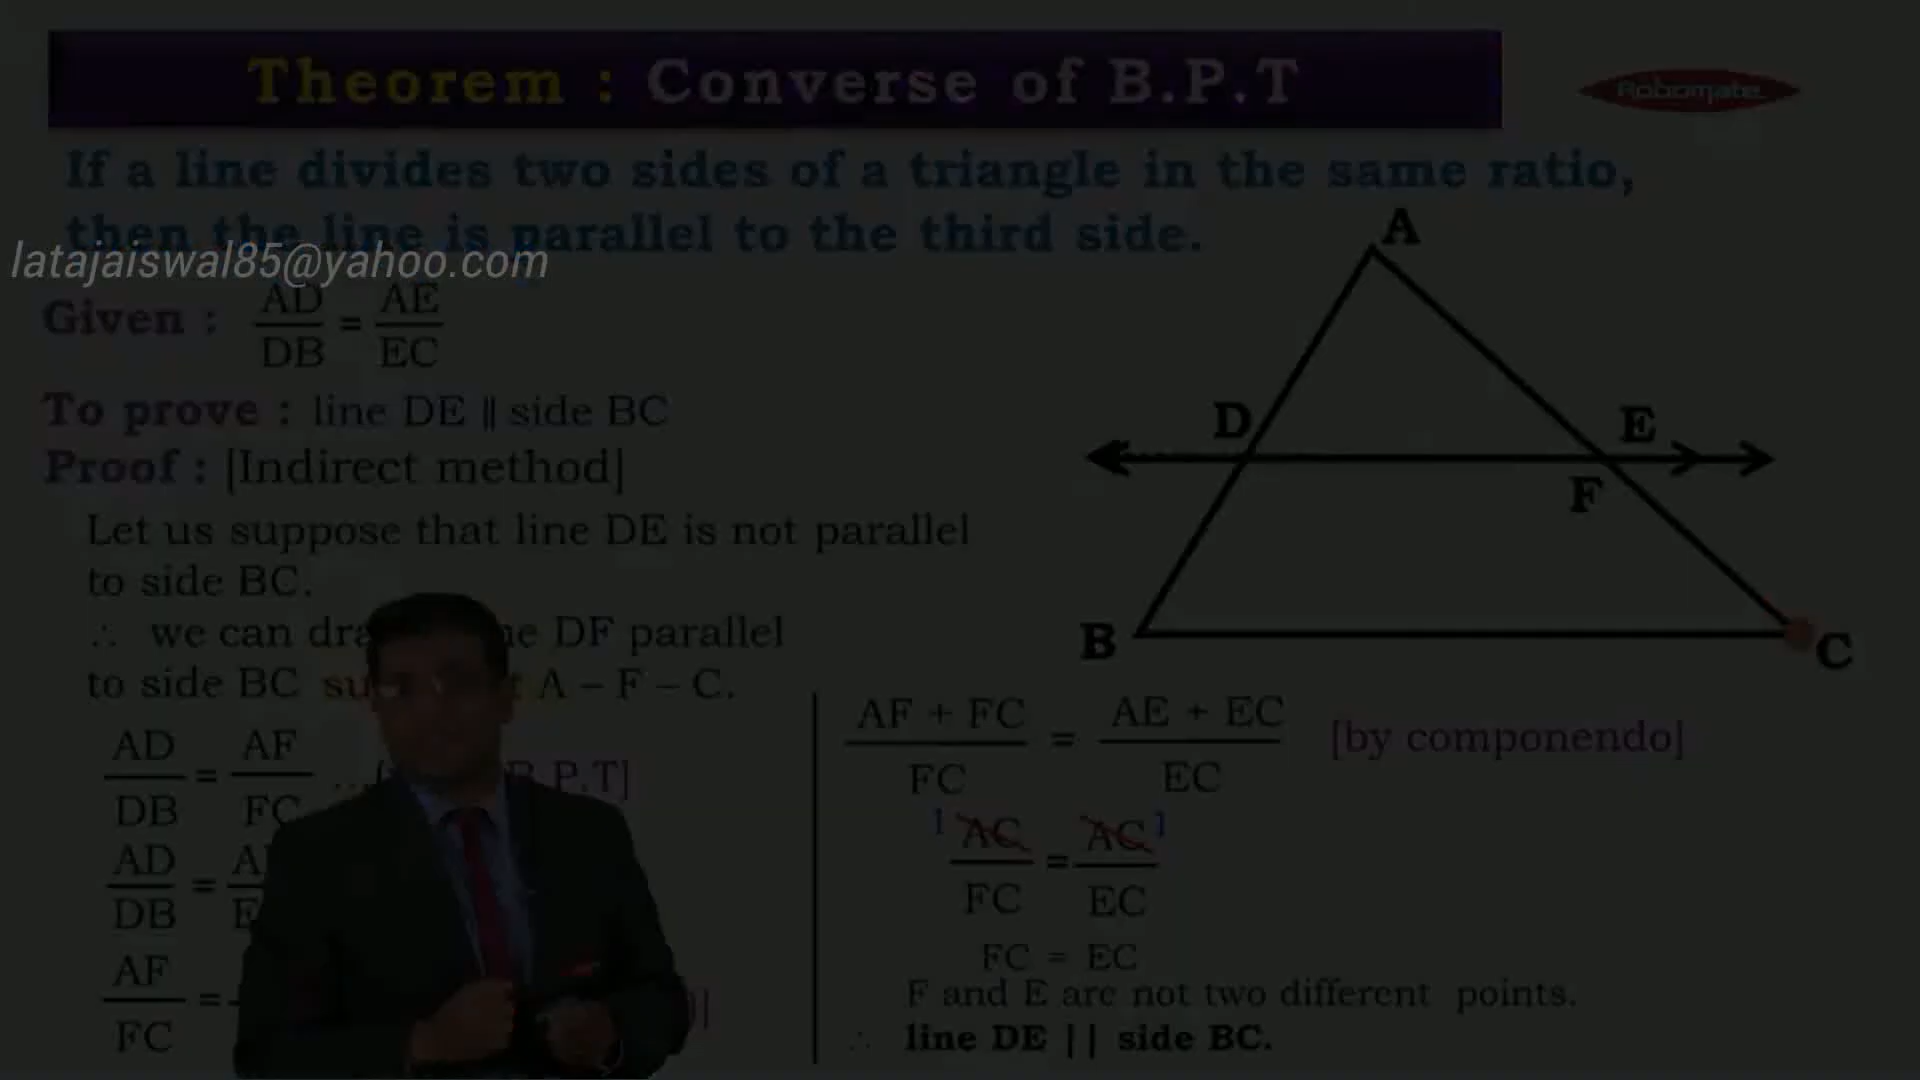 Theorem : Converse of B.P.T
Robomate
If a line divides two sides of a triangle in the same ratio,
then the line is parallel to the third side.
latajaiswal85@yahoo.com
Given : AD/DB = AE/EC
To prove : line DE || side BC
Proof : [Indirect method]
Let us suppose that line DE is not parallel
to side BC.
∴ we can DF parallel
to side BC A – F – C.
AD/DB = AF/FC P.T]
AD/DB =
AF/FC =
A
D
E
F
B
C
AF + FC/FC = AE + EC/EC [by componendo]
1 AC/FC = AC/EC 1
FC = EC
F and E are not two different points.
∴ line DE || side BC.